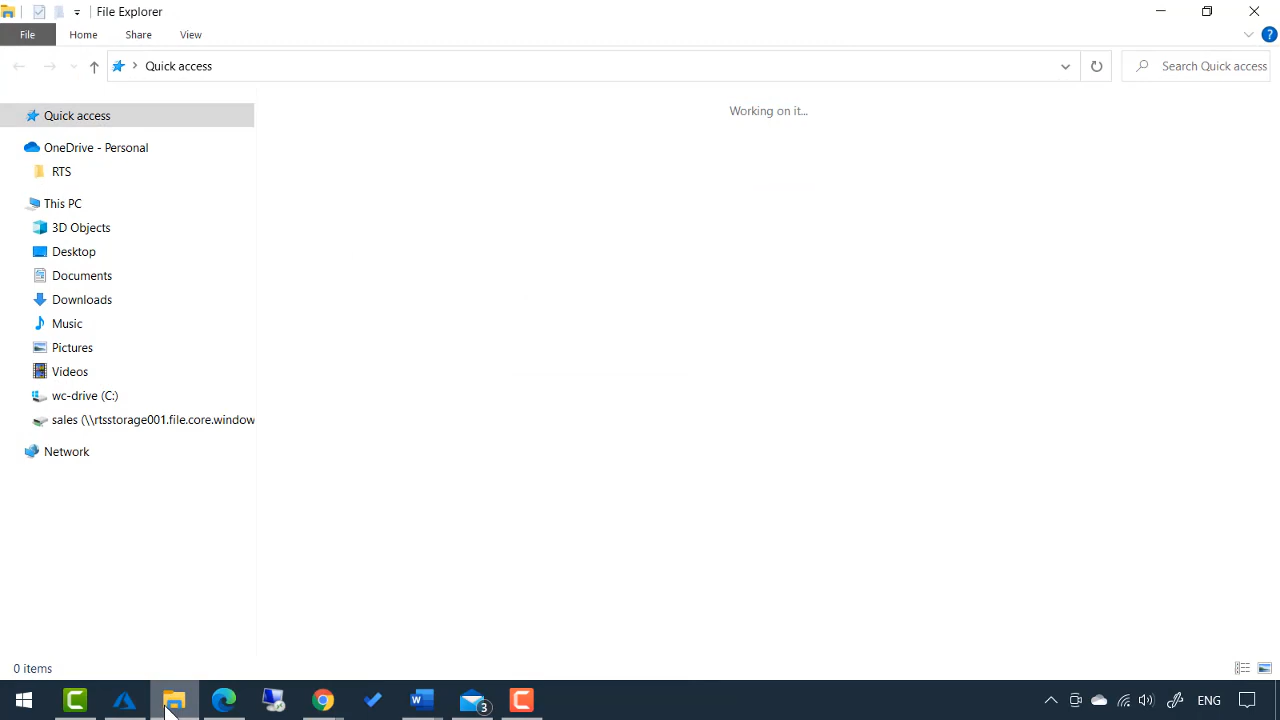 File Explorer
File Home Share View
Quick access
Search Quick access
Working on it...
Quick access
OneDrive - Personal
RTS
This PC
3D Objects
Desktop
Documents
Downloads
Music
Pictures
Videos
wc-drive (C:)
sales (\\rtsstorage001.file.core.window
Network
0 items
3
ENG